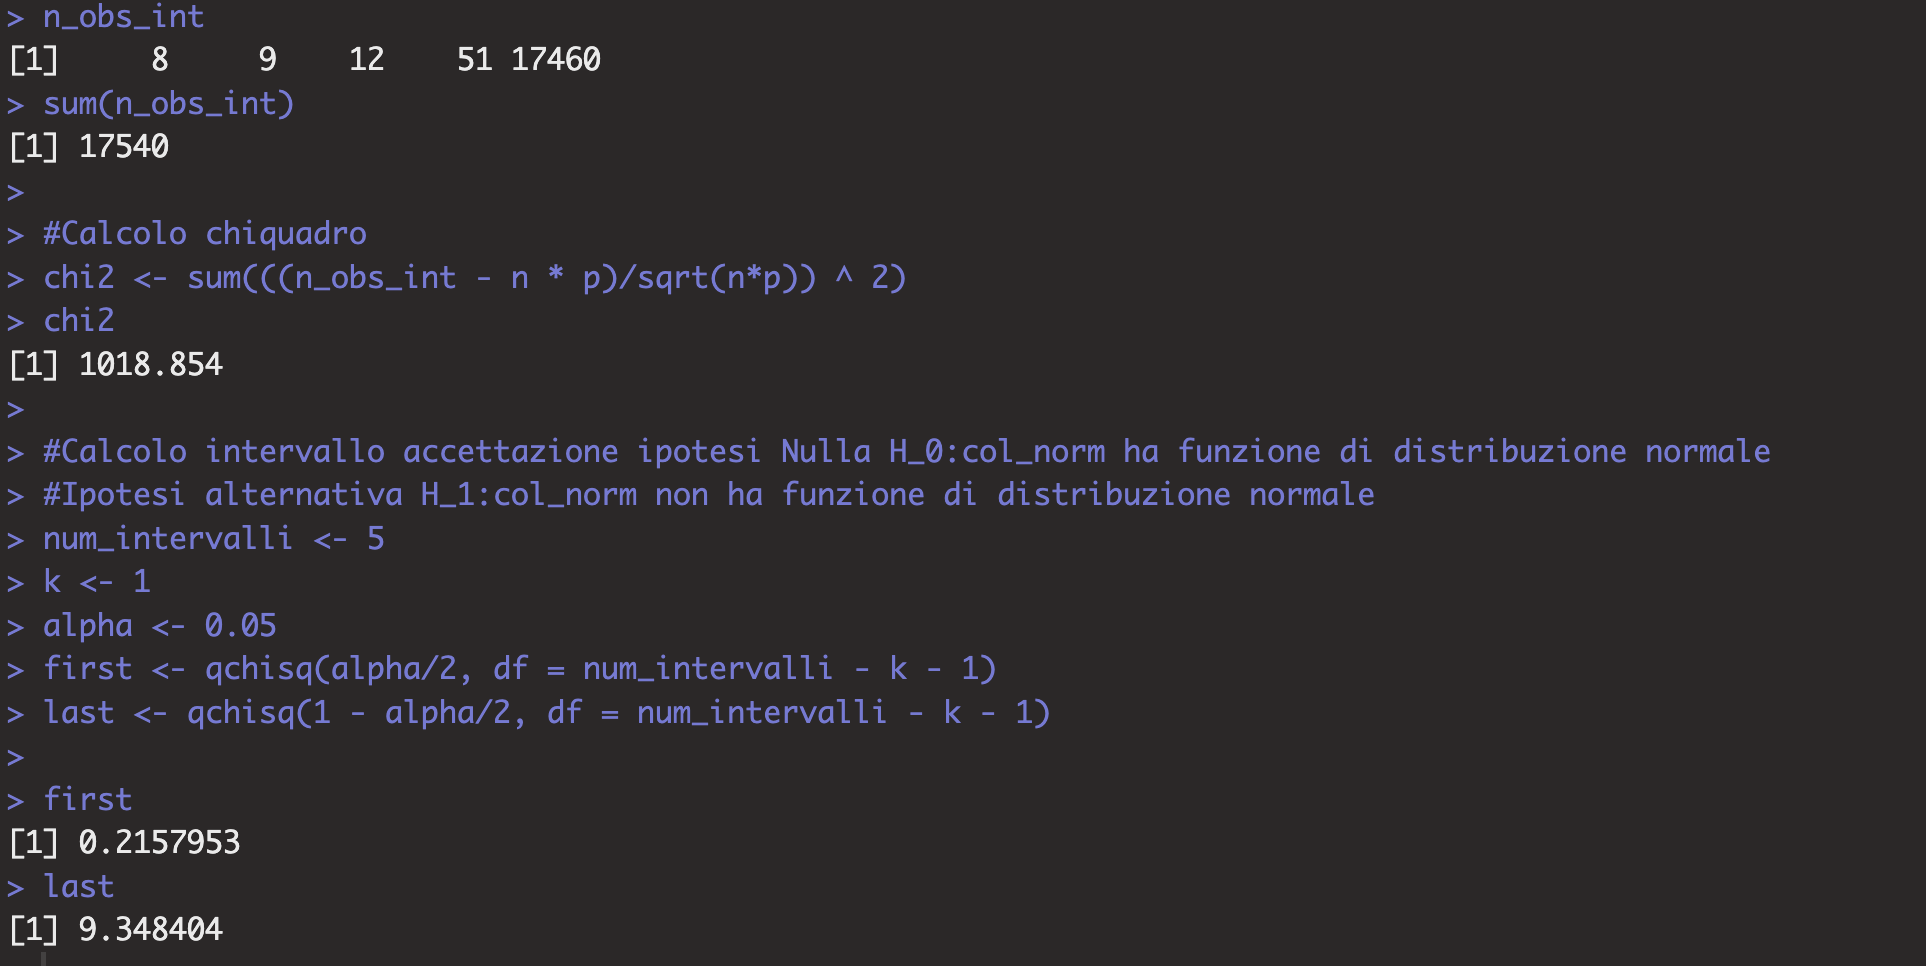 > n_obs_int
[1]     8     9    12    51 17460
> sum(n_obs_int)
[1] 17540
>
> #Calcolo chiquadro
> chi2 <- sum(((n_obs_int - n * p)/sqrt(n*p)) ^ 2)
> chi2
[1] 1018.854
>
> #Calcolo intervallo accettazione ipotesi Nulla H_0:col_norm ha funzione di distribuzione normale
> #Ipotesi alternativa H_1:col_norm non ha funzione di distribuzione normale
> num_intervalli <- 5
> k <- 1
> alpha <- 0.05
> first <- qchisq(alpha/2, df = num_intervalli - k - 1)
> last <- qchisq(1 - alpha/2, df = num_intervalli - k - 1)
>
> first
[1] 0.2157953
> last
[1] 9.348404